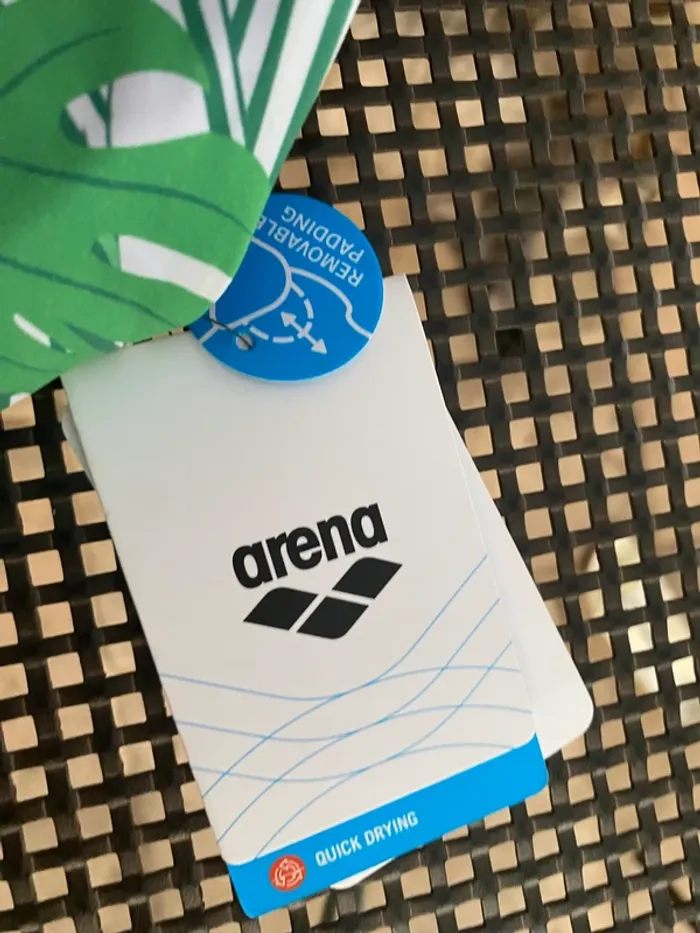 REMOVABLE
PADDING
arena
QUICK DRYING